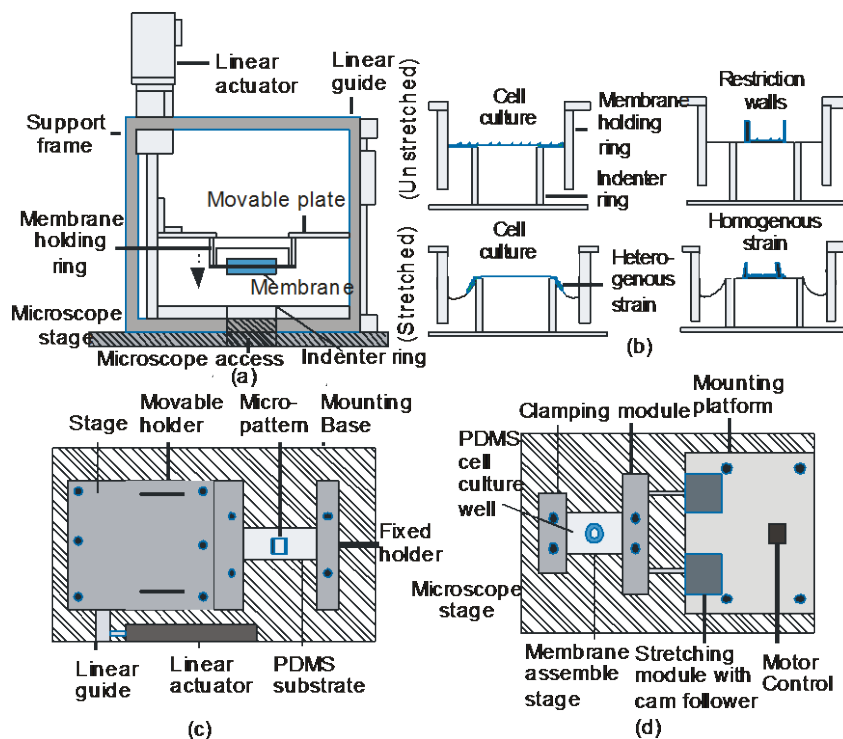 Linear
actuator
Linear
guide
Support
frame
Movable plate
Membrane
holding
ring
Membrane
Microscope
stage
Microscope access
Indenter ring
(a)
(Unstretched)
Cell
culture
Membrane
holding
ring
Indenter
ring
Restriction
walls
(Stretched)
Cell
culture
Hetero-
genous
strain
Homogenous
strain
(b)
Stage
Movable
holder
Micro-
pattern
Mounting
Base
Fixed
holder
Linear
guide
Linear
actuator
PDMS
substrate
(c)
Clamping module
Mounting
platform
PDMS
cell
culture
well
Microscope
stage
Membrane
assemble
stage
Stretching
module with
cam follower
Motor
Control
(d)